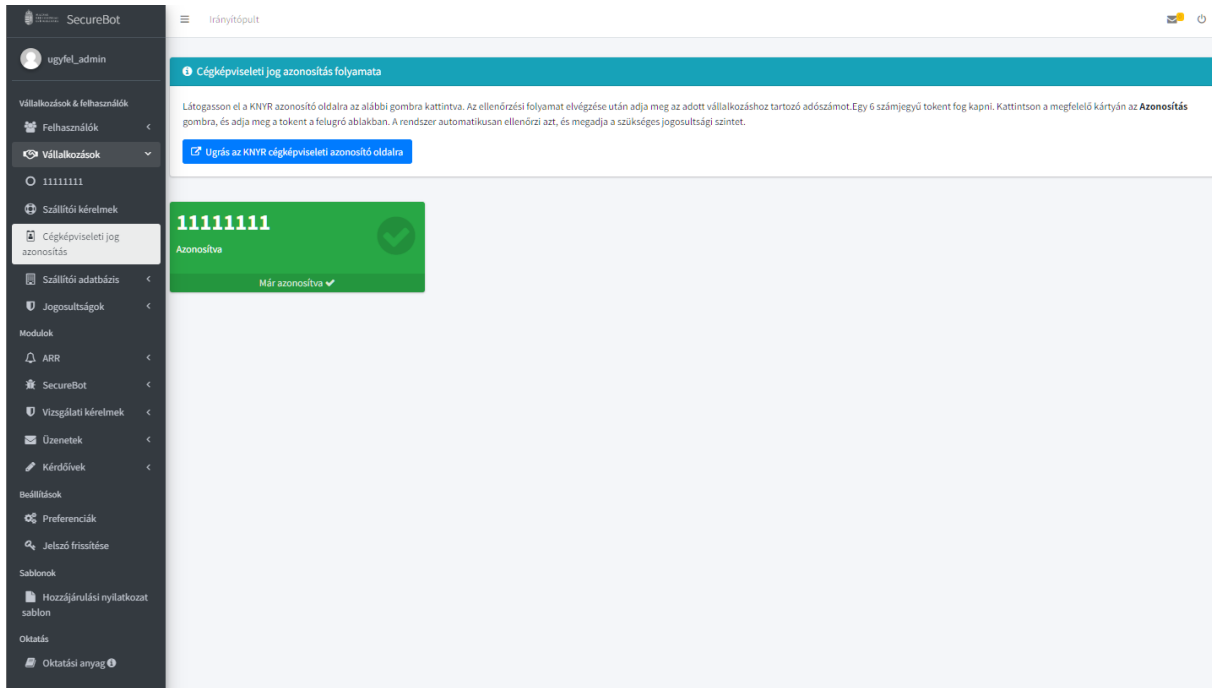 SecureBot
Irányítópult
ugyfel_admin
Vállalkozások & felhasználók
Felhasználók
Vállalkozások
11111111
Szállítói kérelmek
Cégképviseleti jog
azonosítás
Szállítói adatbázis
Jogosultságok
Modulok
ARR
SecureBot
Vizsgálati kérelmek
Üzenetek
Kérdőívek
Beállítások
Preferenciák
Jelszó frissítése
Sablonok
Hozzájárulási nyilatkozat
sablon
Oktatás
Oktatási anyag
Cégképviseleti jog azonosítás folyamata
Látogasson el a KNYR azonosító oldalra az alábbi gombra kattintva. Az ellenőrzési folyamat elvégzése után adja meg az adott vállalkozáshoz tartozó adószámot.Egy 6 számjegyű tokent fog kapni. Kattintson a megfelelő kártyán az Azonosítás
gombra, és adja meg a tokent a felugró ablakban. A rendszer automatikusan ellenőrzi azt, és megadja a szükséges jogosultsági szintet.
Ugrás az KNYR cégképviseleti azonosító oldalra
11111111
Azonosítva
Már azonosítva